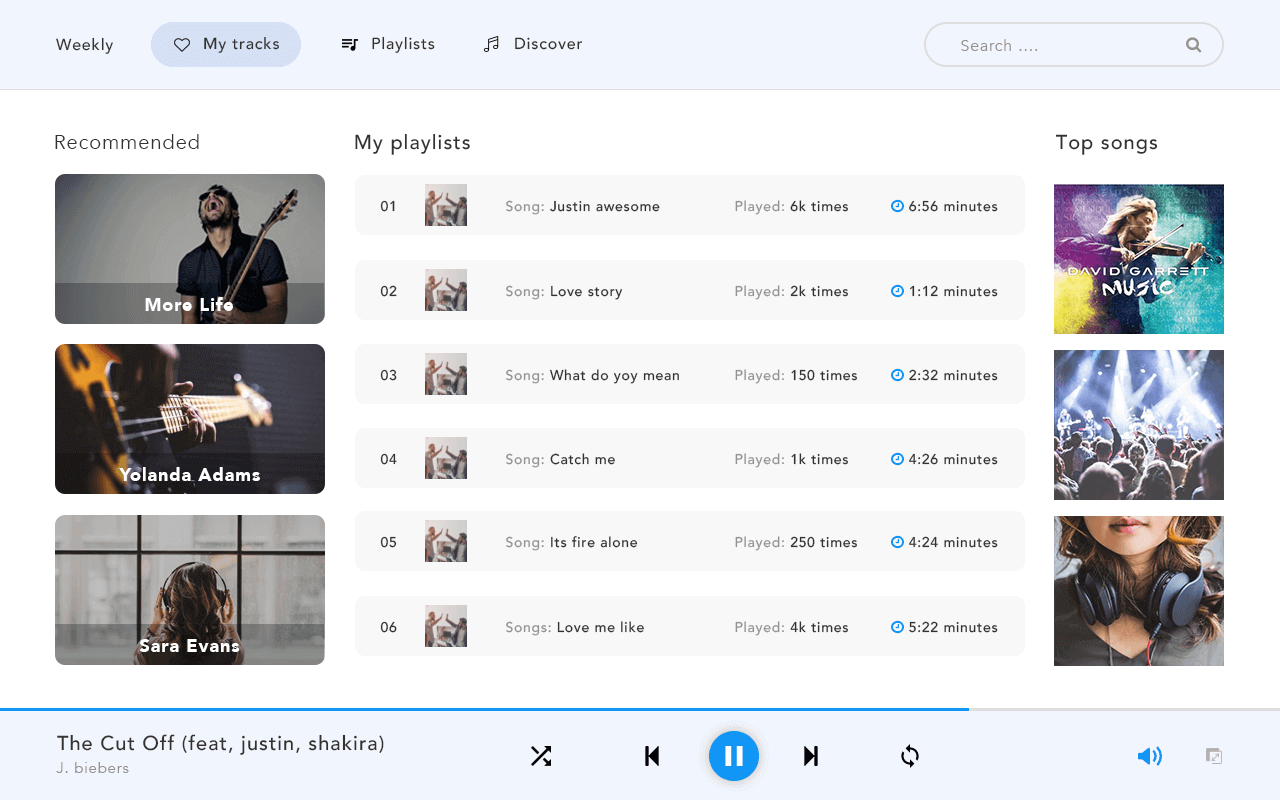 Weekly
My tracks
Playlists
Discover
Search ....
Recommended
More Life
Yolanda Adams
Sara Evans
My playlists
01 Song: Justin awesome Played: 6k times 6:56 minutes
02 Song: Love story Played: 2k times 1:12 minutes
03 Song: What do yoy mean Played: 150 times 2:32 minutes
04 Song: Catch me Played: 1k times 4:26 minutes
05 Song: Its fire alone Played: 250 times 4:24 minutes
06 Songs: Love me like Played: 4k times 5:22 minutes
Top songs
DAVID GARRETT
MUSIC
The Cut Off (feat, justin, shakira)
J. biebers